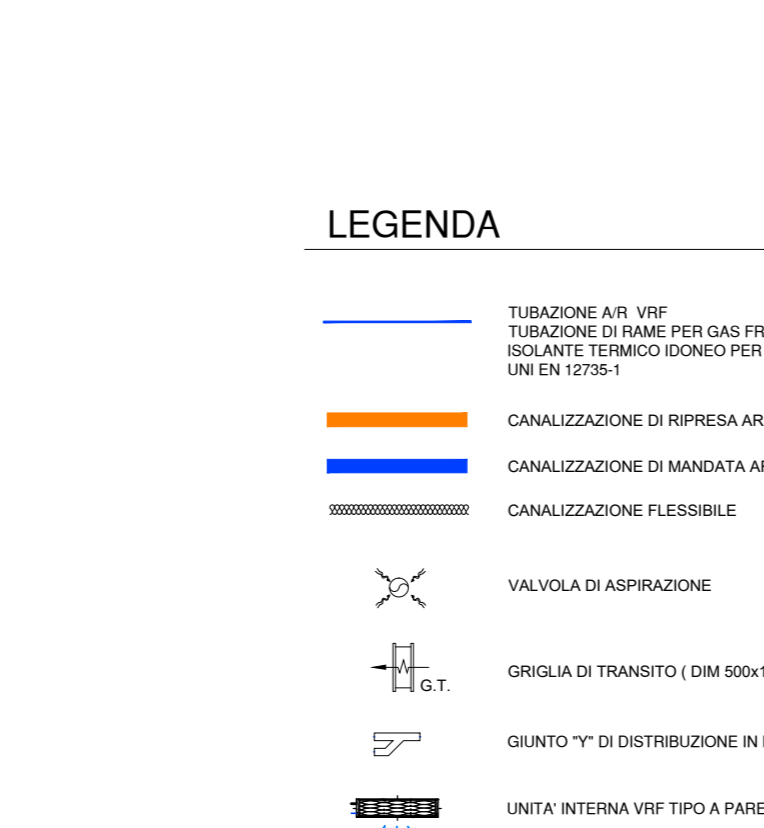 LEGENDA
TUBAZIONE A/R VRF
TUBAZIONE DI RAME PER GAS FR
ISOLANTE TERMICO IDONEO PER
UNI EN 12735-1
CANALIZZAZIONE DI RIPRESA AR
CANALIZZAZIONE DI MANDATA AR
CANALIZZAZIONE FLESSIBILE
VALVOLA DI ASPIRAZIONE
G.T.
GRIGLIA DI TRANSITO ( DIM 500x1
GIUNTO "Y" DI DISTRIBUZIONE IN
UNITA' INTERNA VRF TIPO A PARE